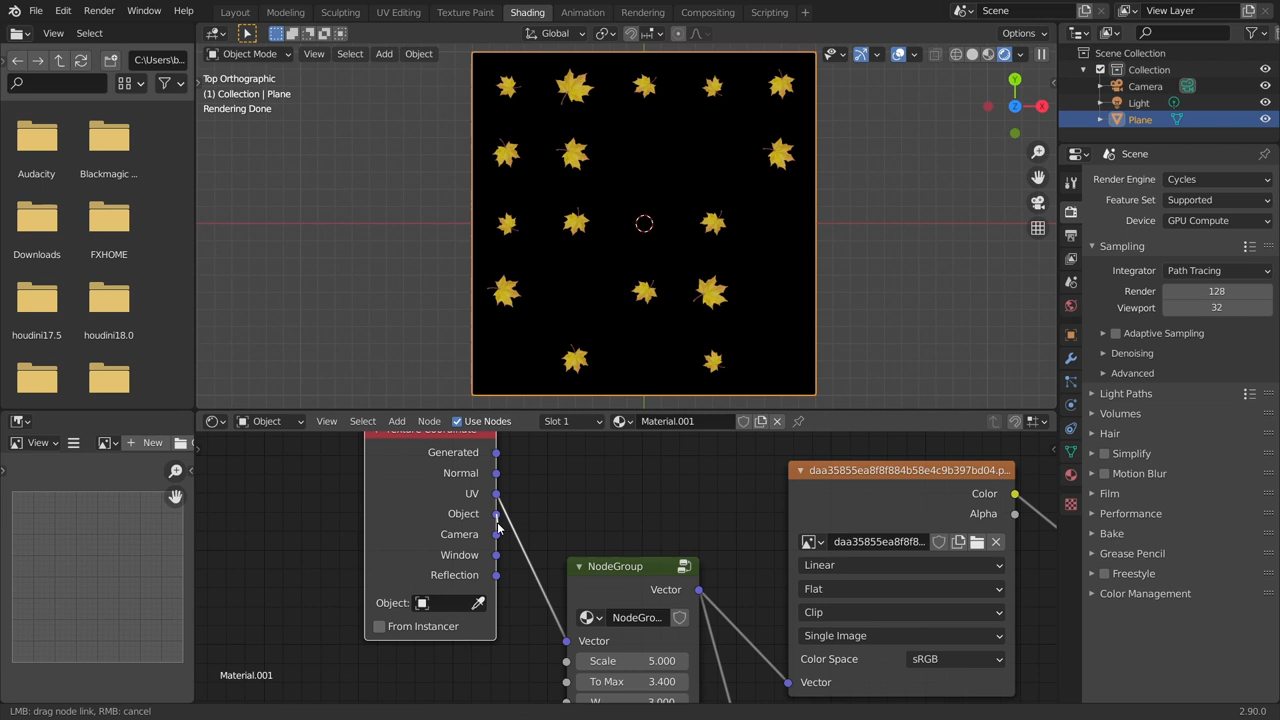 File Edit Render Window Help Layout Modeling Sculpting UV Editing Texture Paint Shading Animation Rendering Compositing Scripting + Scene View Layer
View Select Global Options
C:\Users\b...
Object Mode View Select Add Object
Top Orthographic
(1) Collection | Plane
Rendering Done
Y
Z
X
Audacity
Blackmagic ...
Downloads
FXHOME
houdini17.5
houdini18.0
Scene Collection
Collection
Camera
Light
Plane
Scene
Render Engine Cycles
Feature Set Supported
Device GPU Compute
Sampling
Integrator Path Tracing
Render 128
Viewport 32
Adaptive Sampling
Denoising
Advanced
Light Paths
Volumes
Hair
Simplify
Motion Blur
Film
Performance
Bake
Grease Pencil
Freestyle
Color Management
View + New
Object View Select Add Node Use Nodes Slot 1 Material.001
Texture Coordinate
Generated
Normal
UV
Object
Camera
Window
Reflection
Object:
From Instancer
NodeGroup
Vector
NodeGro...
Vector
Scale 5.000
To Max 3.400
W 3.000
daa35855ea8f8f884b58e4c9b397bd04.p...
Color
Alpha
daa35855ea8f8f8...
Linear
Flat
Clip
Single Image
Color Space sRGB
Vector
Material.001
LMB: drag node link, RMB: cancel
2.90.0